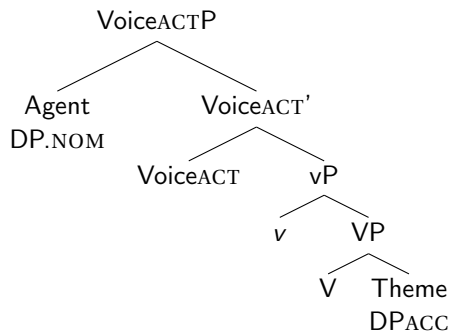 VoiceACTP
Agent
DP.NOM
VoiceACT'
VoiceACT
vP
v
VP
V
Theme
DPACC